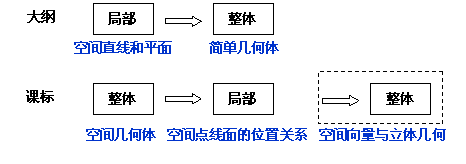 大纲 局部 整体
空间直线和平面 简单几何体
课标 整体 局部 整体
空间几何体 空间点线面的位置关系 空间向量与立体几何